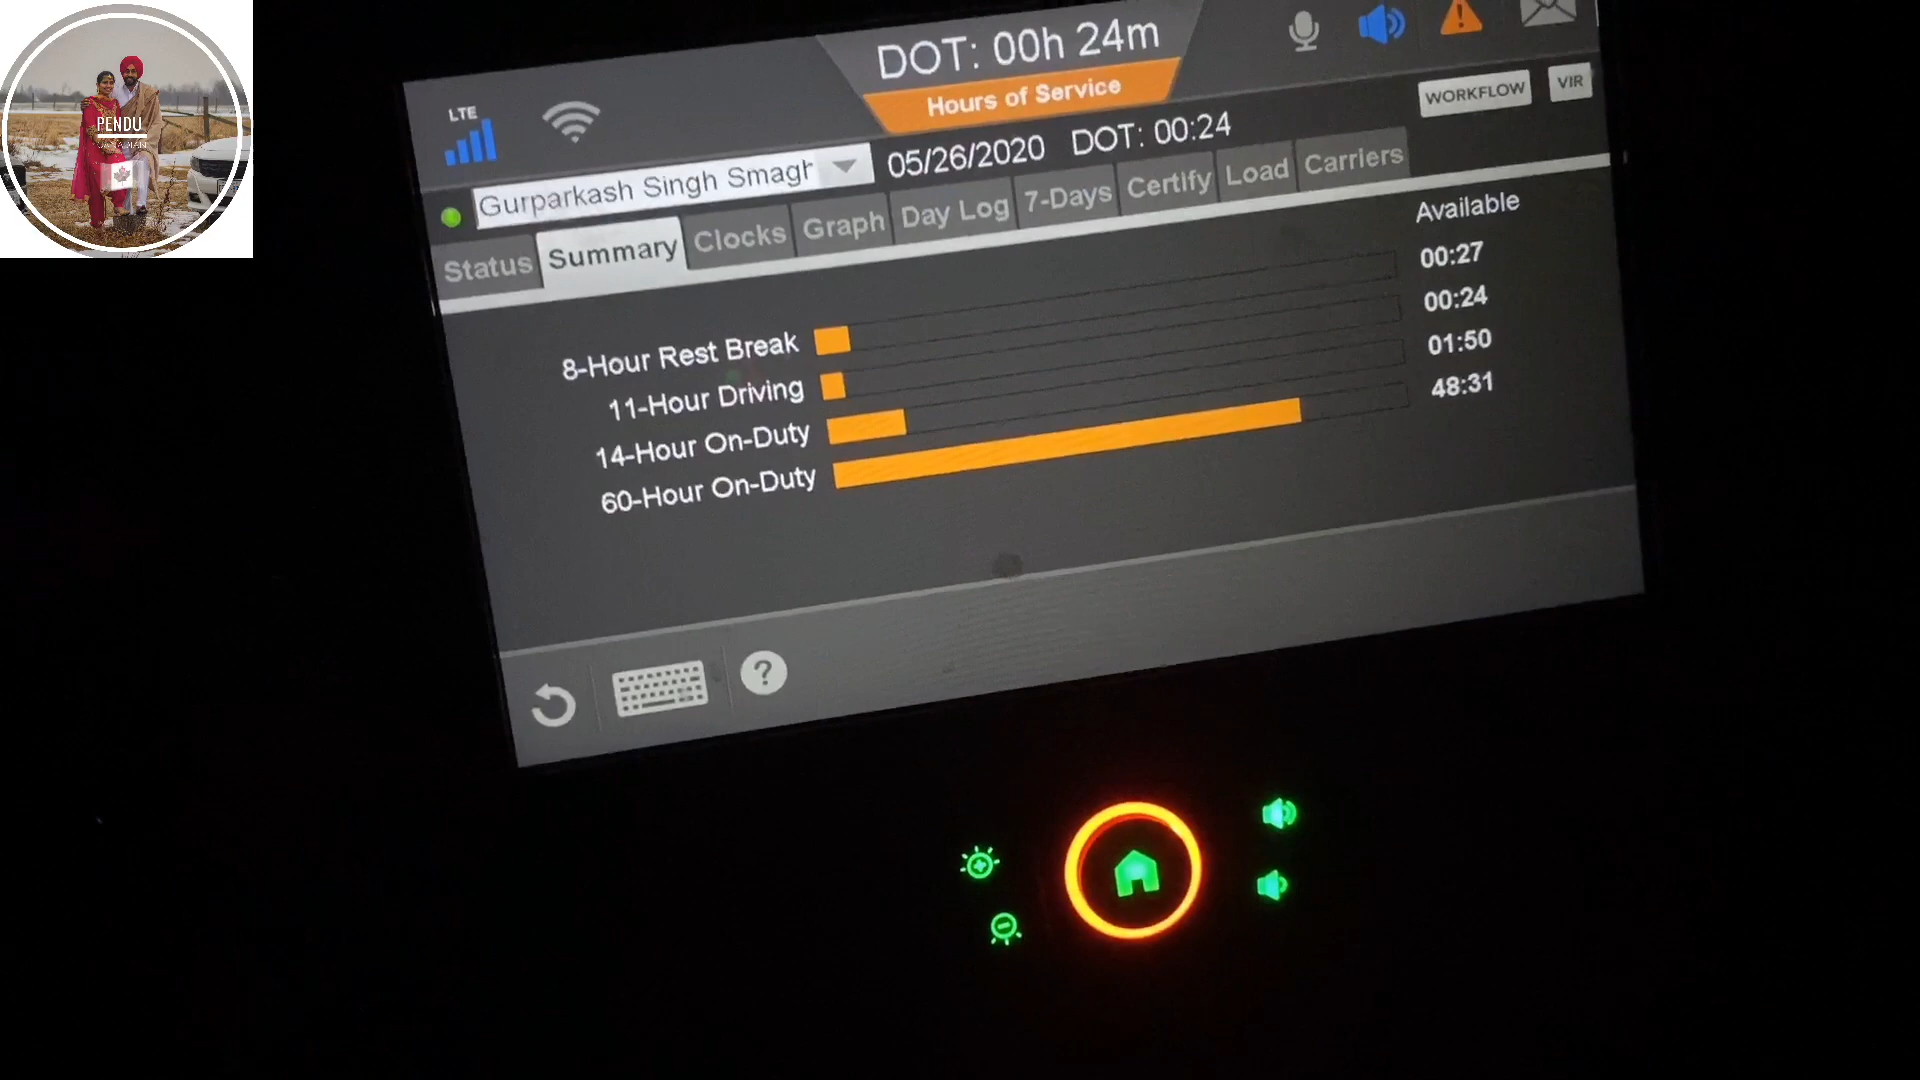 PENDU
CANADIAN
DOT: 00h 24m
LTE
Hours of Service
WORKFLOW
VIR
Gurparkash Singh Smagh
05/26/2020
DOT: 00:24
Status
Summary
Clocks
Graph
Day Log
7-Days
Certify
Load
Carriers
Available
8-Hour Rest Break
00:27
11-Hour Driving
00:24
14-Hour On-Duty
01:50
60-Hour On-Duty
48:31
?